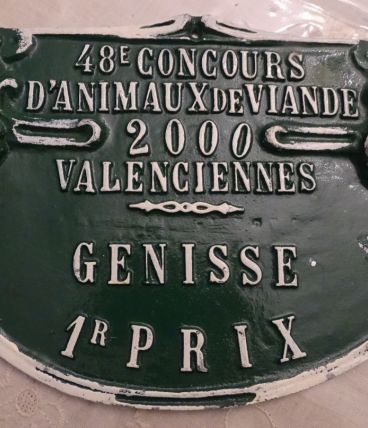 48E CONCOURS
D'ANIMAUX DE VIANDE
2000
VALENCIENNES
GENISSE
1R PRIX